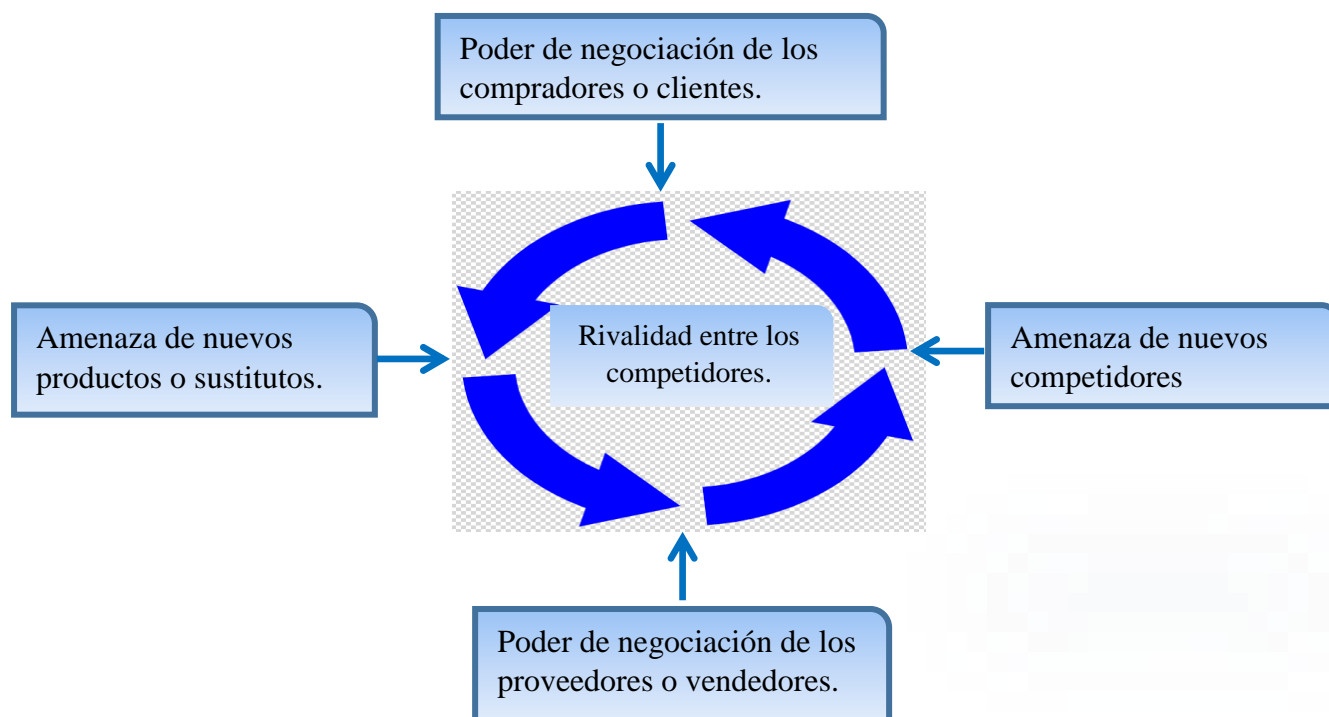 Poder de negociación de los
compradores o clientes.
Amenaza de nuevos
productos o sustitutos.
Rivalidad entre los
competidores.
Amenaza de nuevos
competidores
Poder de negociación de los
proveedores o vendedores.